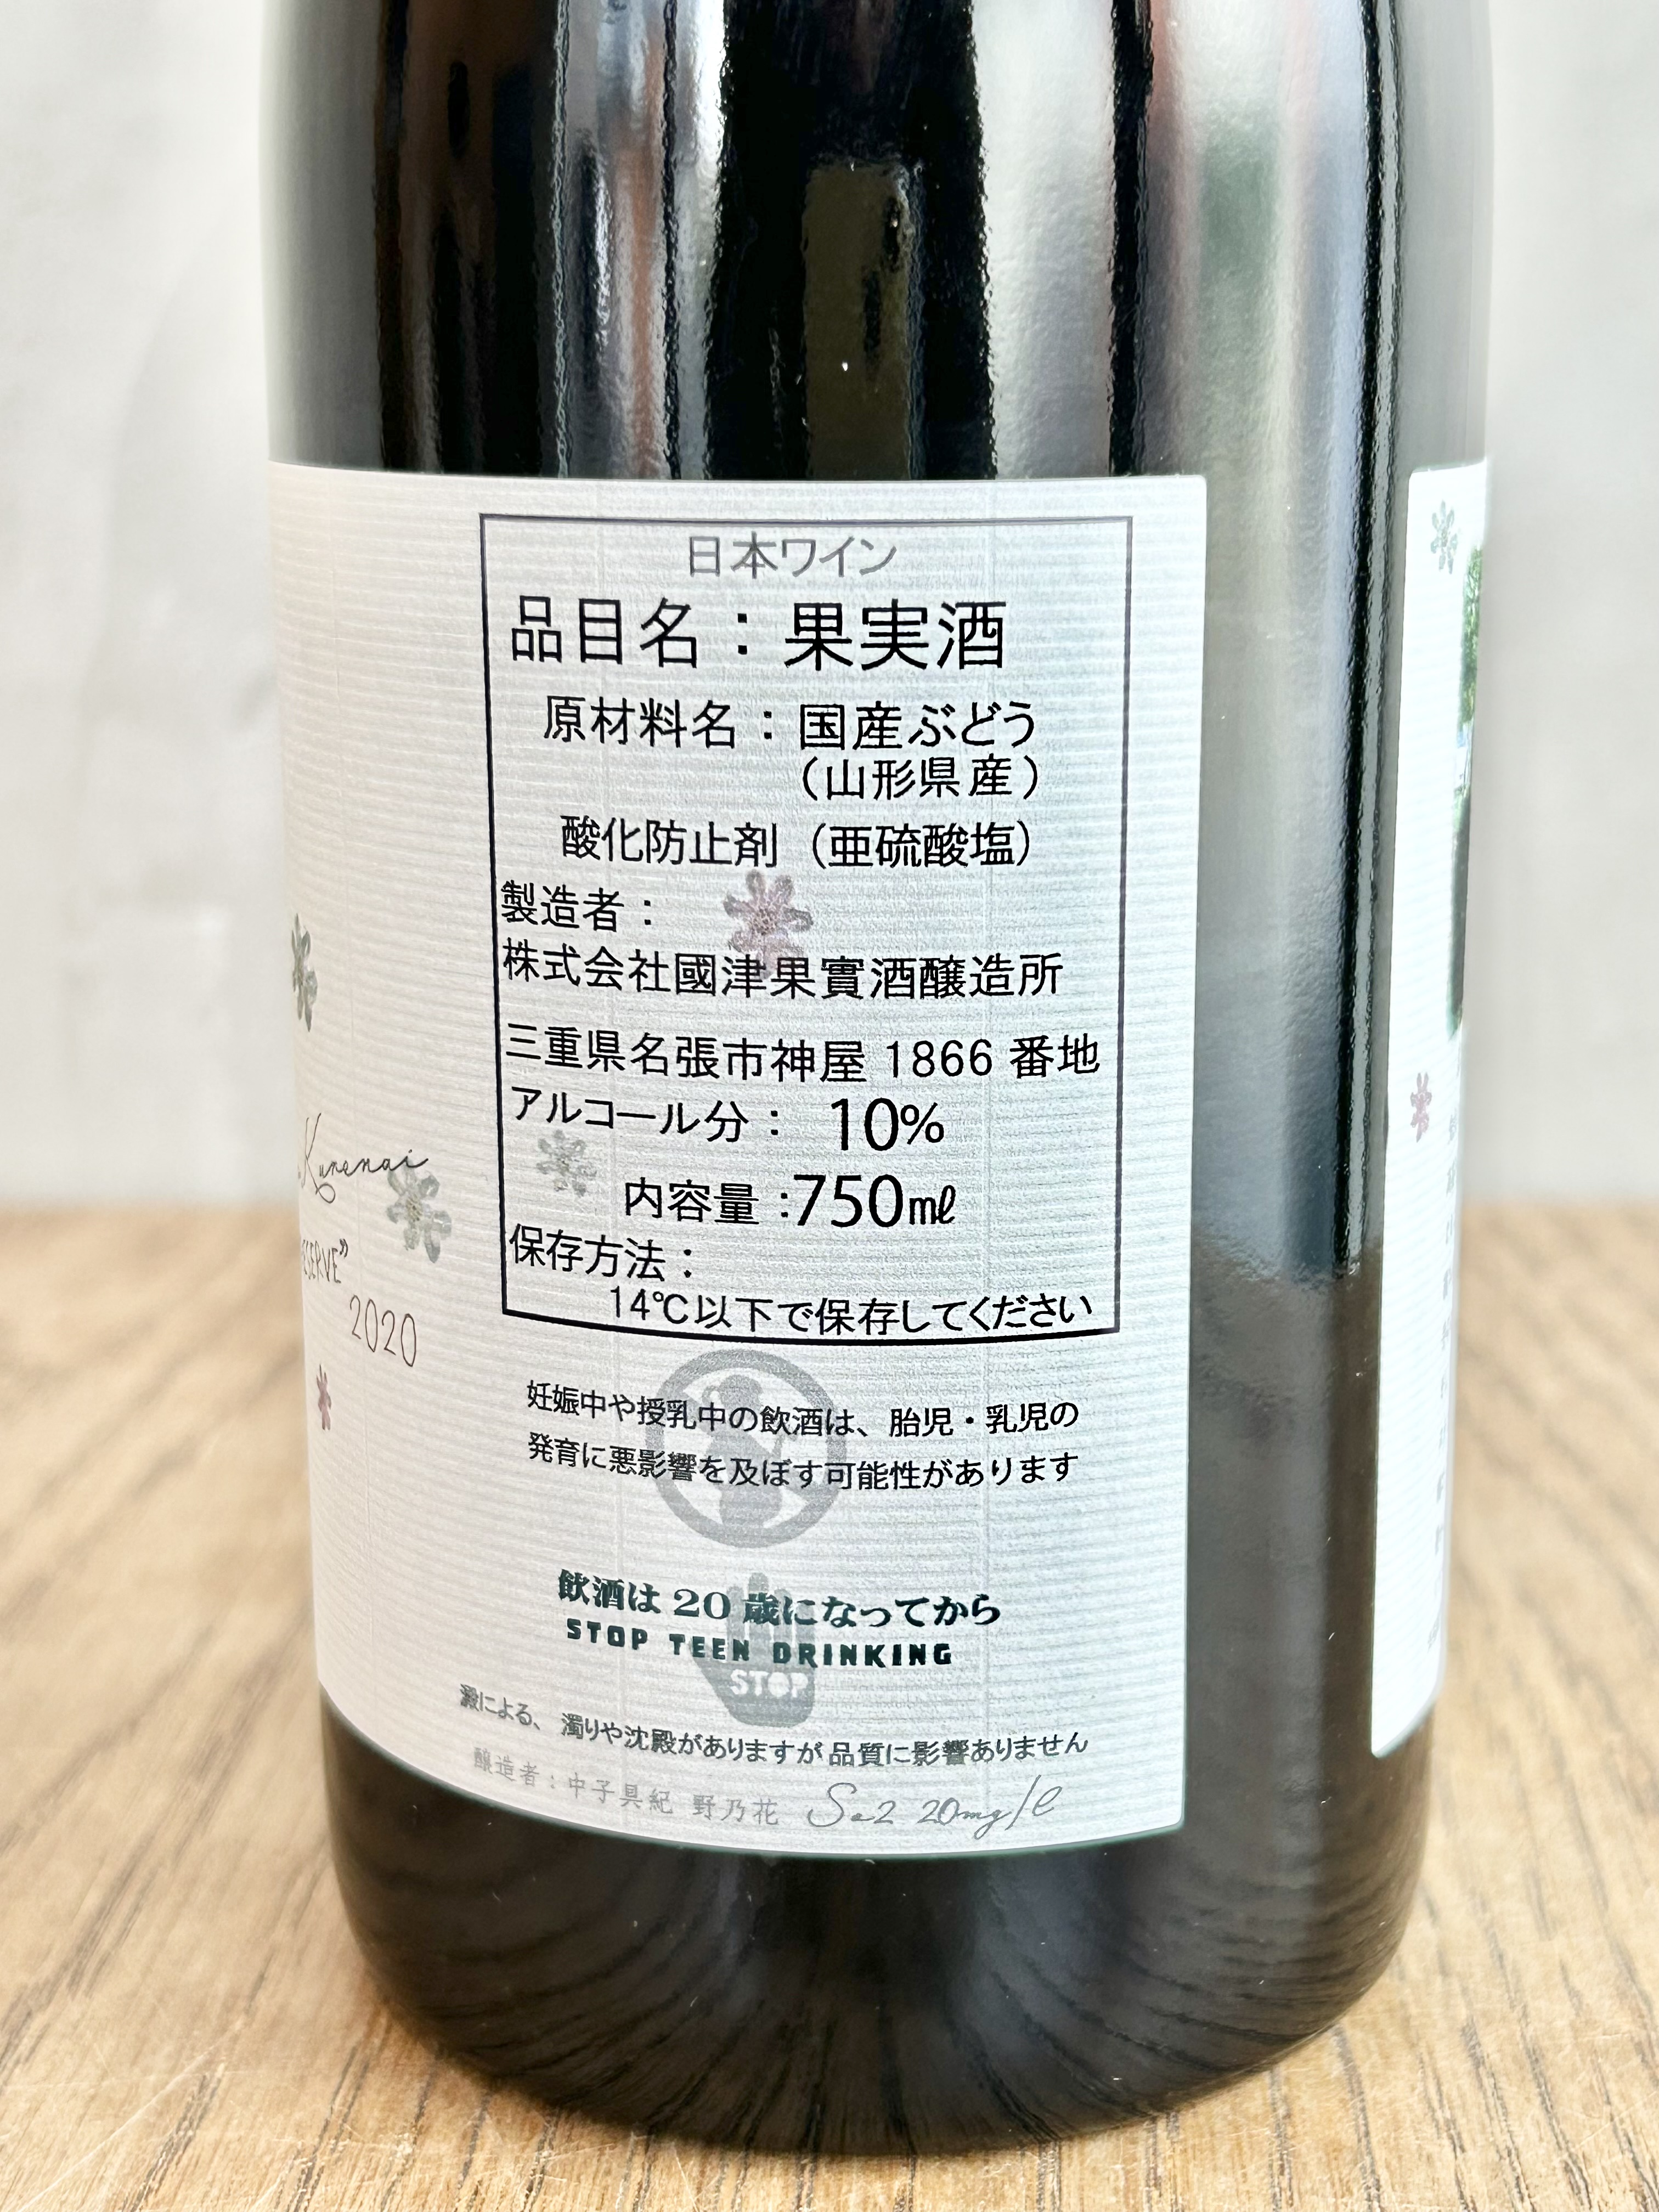 日本ワイン
品目名：果実酒
原材料名：国産ぶどう
（山形県産）
酸化防止剤（亜硫酸塩）
製造者：
株式会社國津果實酒醸造所
三重県名張市神屋 1866 番地
アルコール分： 10%
内容量：750㎖
保存方法：
14℃以下で保存してください
妊娠中や授乳中の飲酒は、胎児・乳児の
発育に悪影響を及ぼす可能性があります
飲酒は 20 歳になってから
STOP TEEN DRINKING
STOP
澱による、濁りや沈殿がありますが品質に影響ありません
醸造者：中子具紀 野乃花 So2 20mg/ℓ
Kurenai
2020